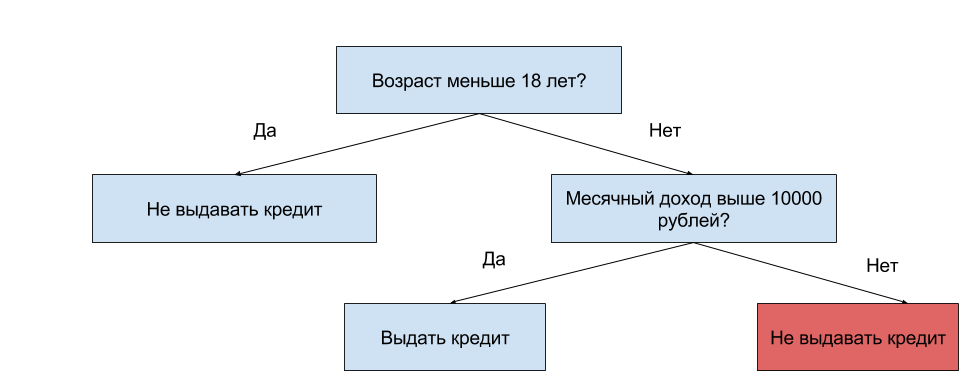 Возраст меньше 18 лет?
Да
Нет
Не выдавать кредит
Месячный доход выше 10000
рублей?
Да
Нет
Выдать кредит
Не выдавать кредит